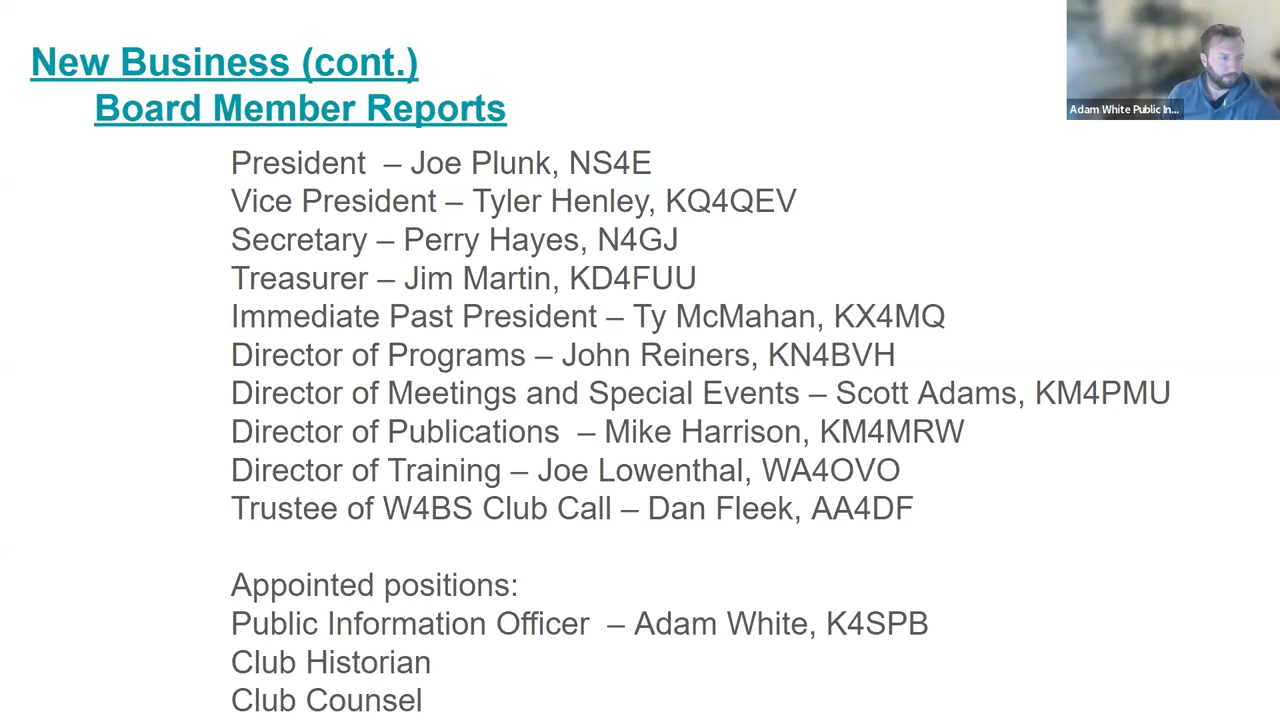 New Business (cont.)
Board Member Reports
Adam White Public In...
President – Joe Plunk, NS4E
Vice President – Tyler Henley, KQ4QEV
Secretary – Perry Hayes, N4GJ
Treasurer – Jim Martin, KD4FUU
Immediate Past President – Ty McMahan, KX4MQ
Director of Programs – John Reiners, KN4BVH
Director of Meetings and Special Events – Scott Adams, KM4PMU
Director of Publications – Mike Harrison, KM4MRW
Director of Training – Joe Lowenthal, WA4OVO
Trustee of W4BS Club Call – Dan Fleek, AA4DF
Appointed positions:
Public Information Officer – Adam White, K4SPB
Club Historian
Club Counsel